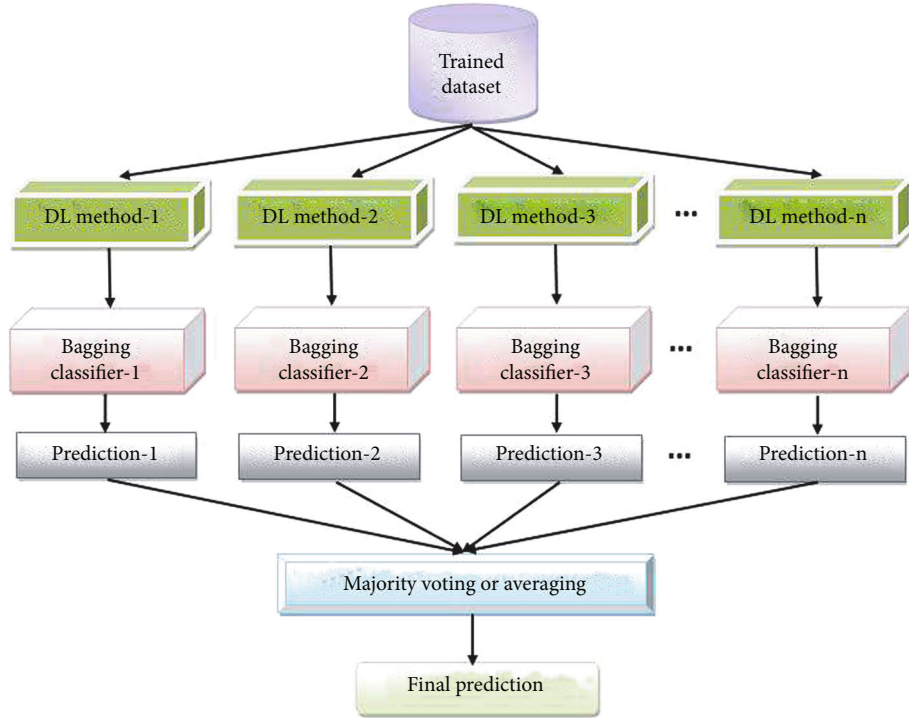 Trained
dataset
DL method-1
DL method-2
DL method-3
...
DL method-n
Bagging
classifier-1
Bagging
classifier-2
Bagging
classifier-3
...
Bagging
classifier-n
Prediction-1
Prediction-2
Prediction-3
...
Prediction-n
Majority voting or averaging
Final prediction